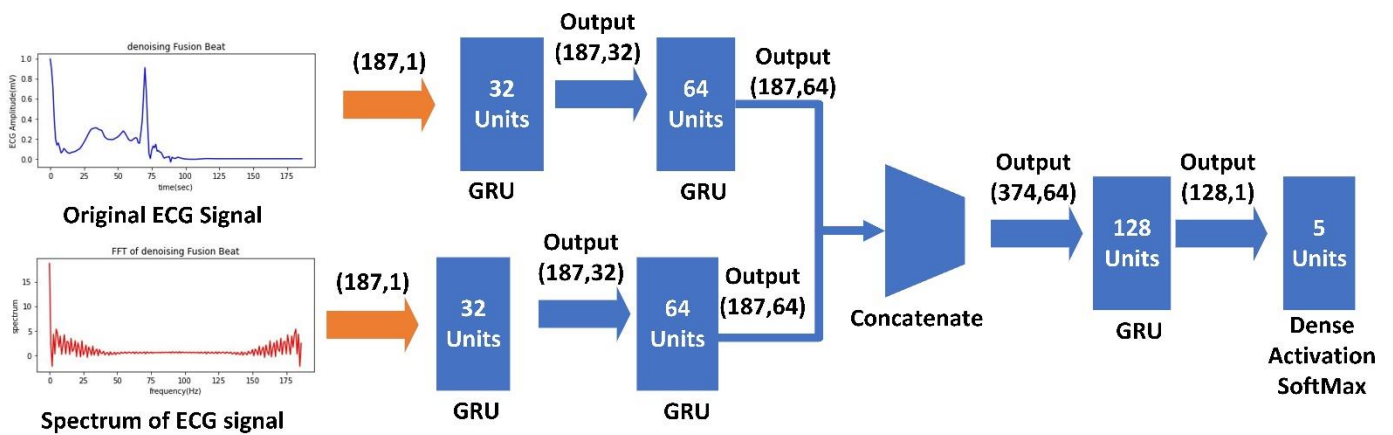 denoising Fusion Beat
ECG Amplitude(mV)
1.0
0.8
0.6
0.4
0.2
0.0
0 25 50 75 100 125 150 175
time(sec)
Original ECG Signal
(187,1)
32
Units
GRU
Output
(187,32)
64
Units
GRU
(187,64)
FFT of denoising Fusion Beat
spectrum
15
10
5
0
0 25 50 75 100 125 150 175
frequency(Hz)
Spectrum of ECG signal
(187,1)
32
Units
GRU
Output
(187,32)
64
Units
GRU
Output
(187,64)
Concatenate
Output
(374,64)
128
Units
GRU
Output
(128,1)
5
Units
Dense
Activation
SoftMax
Output